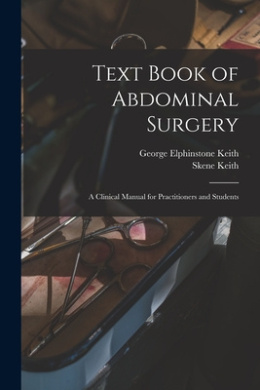 Text Book of
Abdominal
Surgery
George Elphinstone Keith
Skene Keith
A Clinical Manual for Practitioners and Students